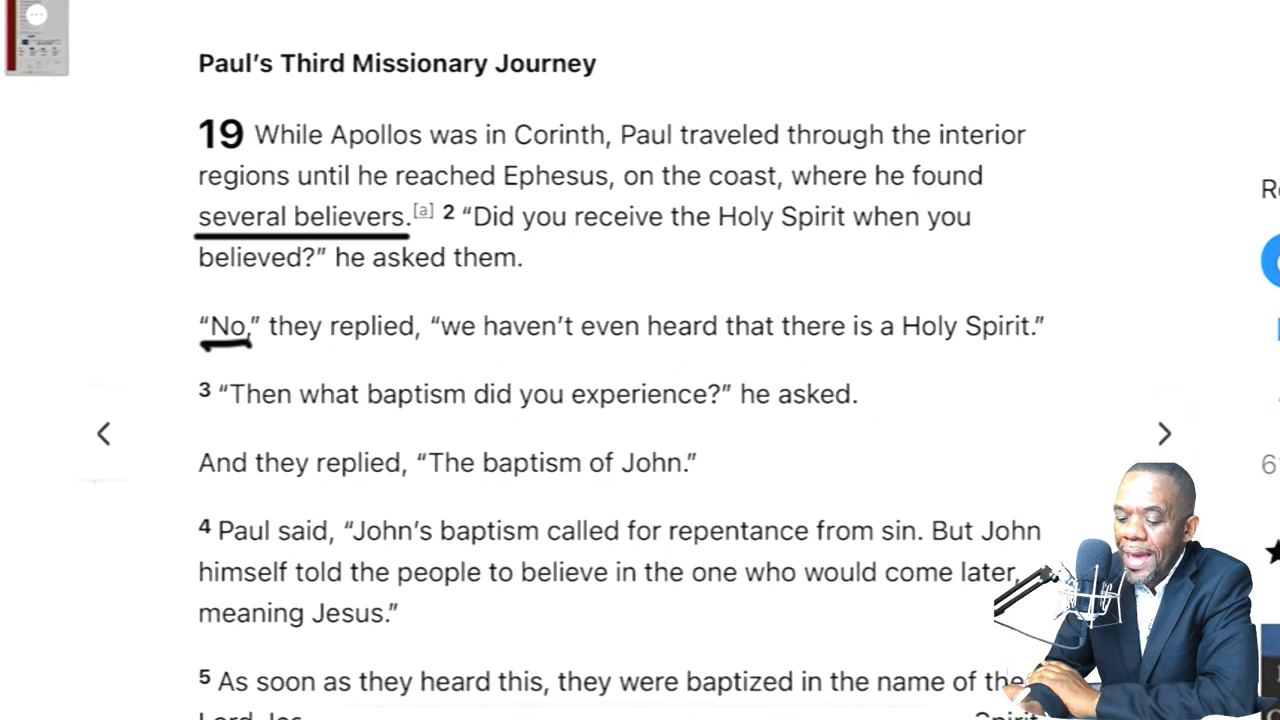 Paul’s Third Missionary Journey
19 While Apollos was in Corinth, Paul traveled through the interior
regions until he reached Ephesus, on the coast, where he found
several believers.[a] 2 “Did you receive the Holy Spirit when you
believed?” he asked them.
“No,” they replied, “we haven’t even heard that there is a Holy Spirit.”
3 “Then what baptism did you experience?” he asked.
And they replied, “The baptism of John.”
4 Paul said, “John’s baptism called for repentance from sin. But John
himself told the people to believe in the one who would come later,
meaning Jesus.”
5 As soon as they heard this, they were baptized in the name of the